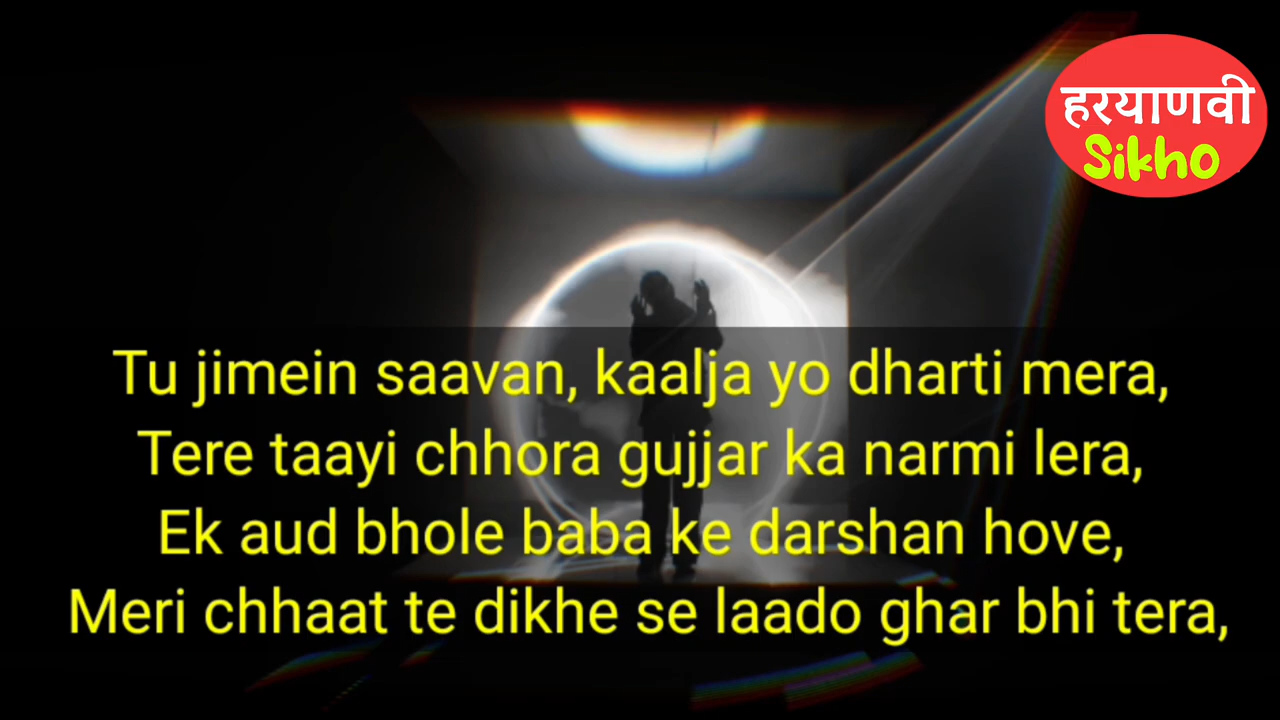 हरयाणवी
Sikho
Tu jimein saavan, kaalja yo dharti mera,
Tere taayi chhora gujjar ka narmi lera,
Ek aud bhole baba ke darshan hove,
Meri chhaat te dikhe se laado ghar bhi tera,